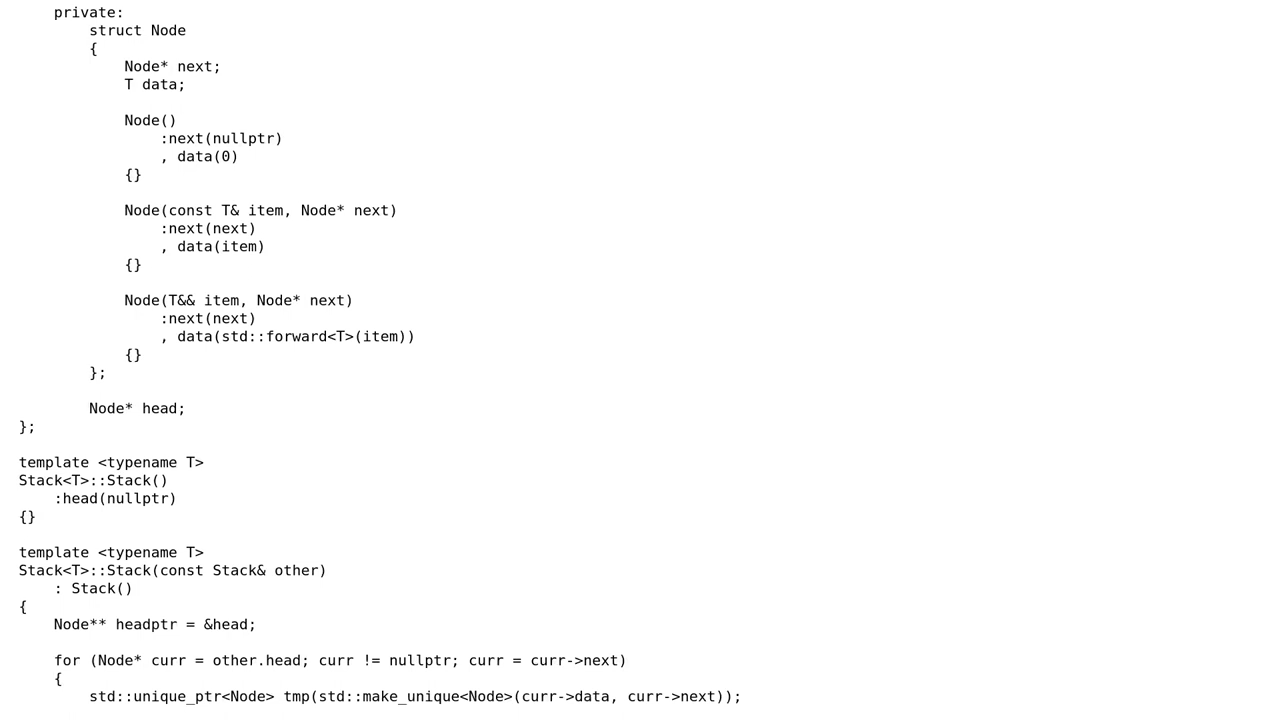 private:
        struct Node
        {
            Node* next;
            T data;

            Node()
                :next(nullptr)
                , data(0)
            {}

            Node(const T& item, Node* next)
                :next(next)
                , data(item)
            {}

            Node(T&& item, Node* next)
                :next(next)
                , data(std::forward<T>(item))
            {}
        };

        Node* head;
};

template <typename T>
Stack<T>::Stack()
    :head(nullptr)
{}

template <typename T>
Stack<T>::Stack(const Stack& other)
    : Stack()
{
    Node** headptr = &head;

    for (Node* curr = other.head; curr != nullptr; curr = curr->next)
    {
        std::unique_ptr<Node> tmp(std::make_unique<Node>(curr->data, curr->next));